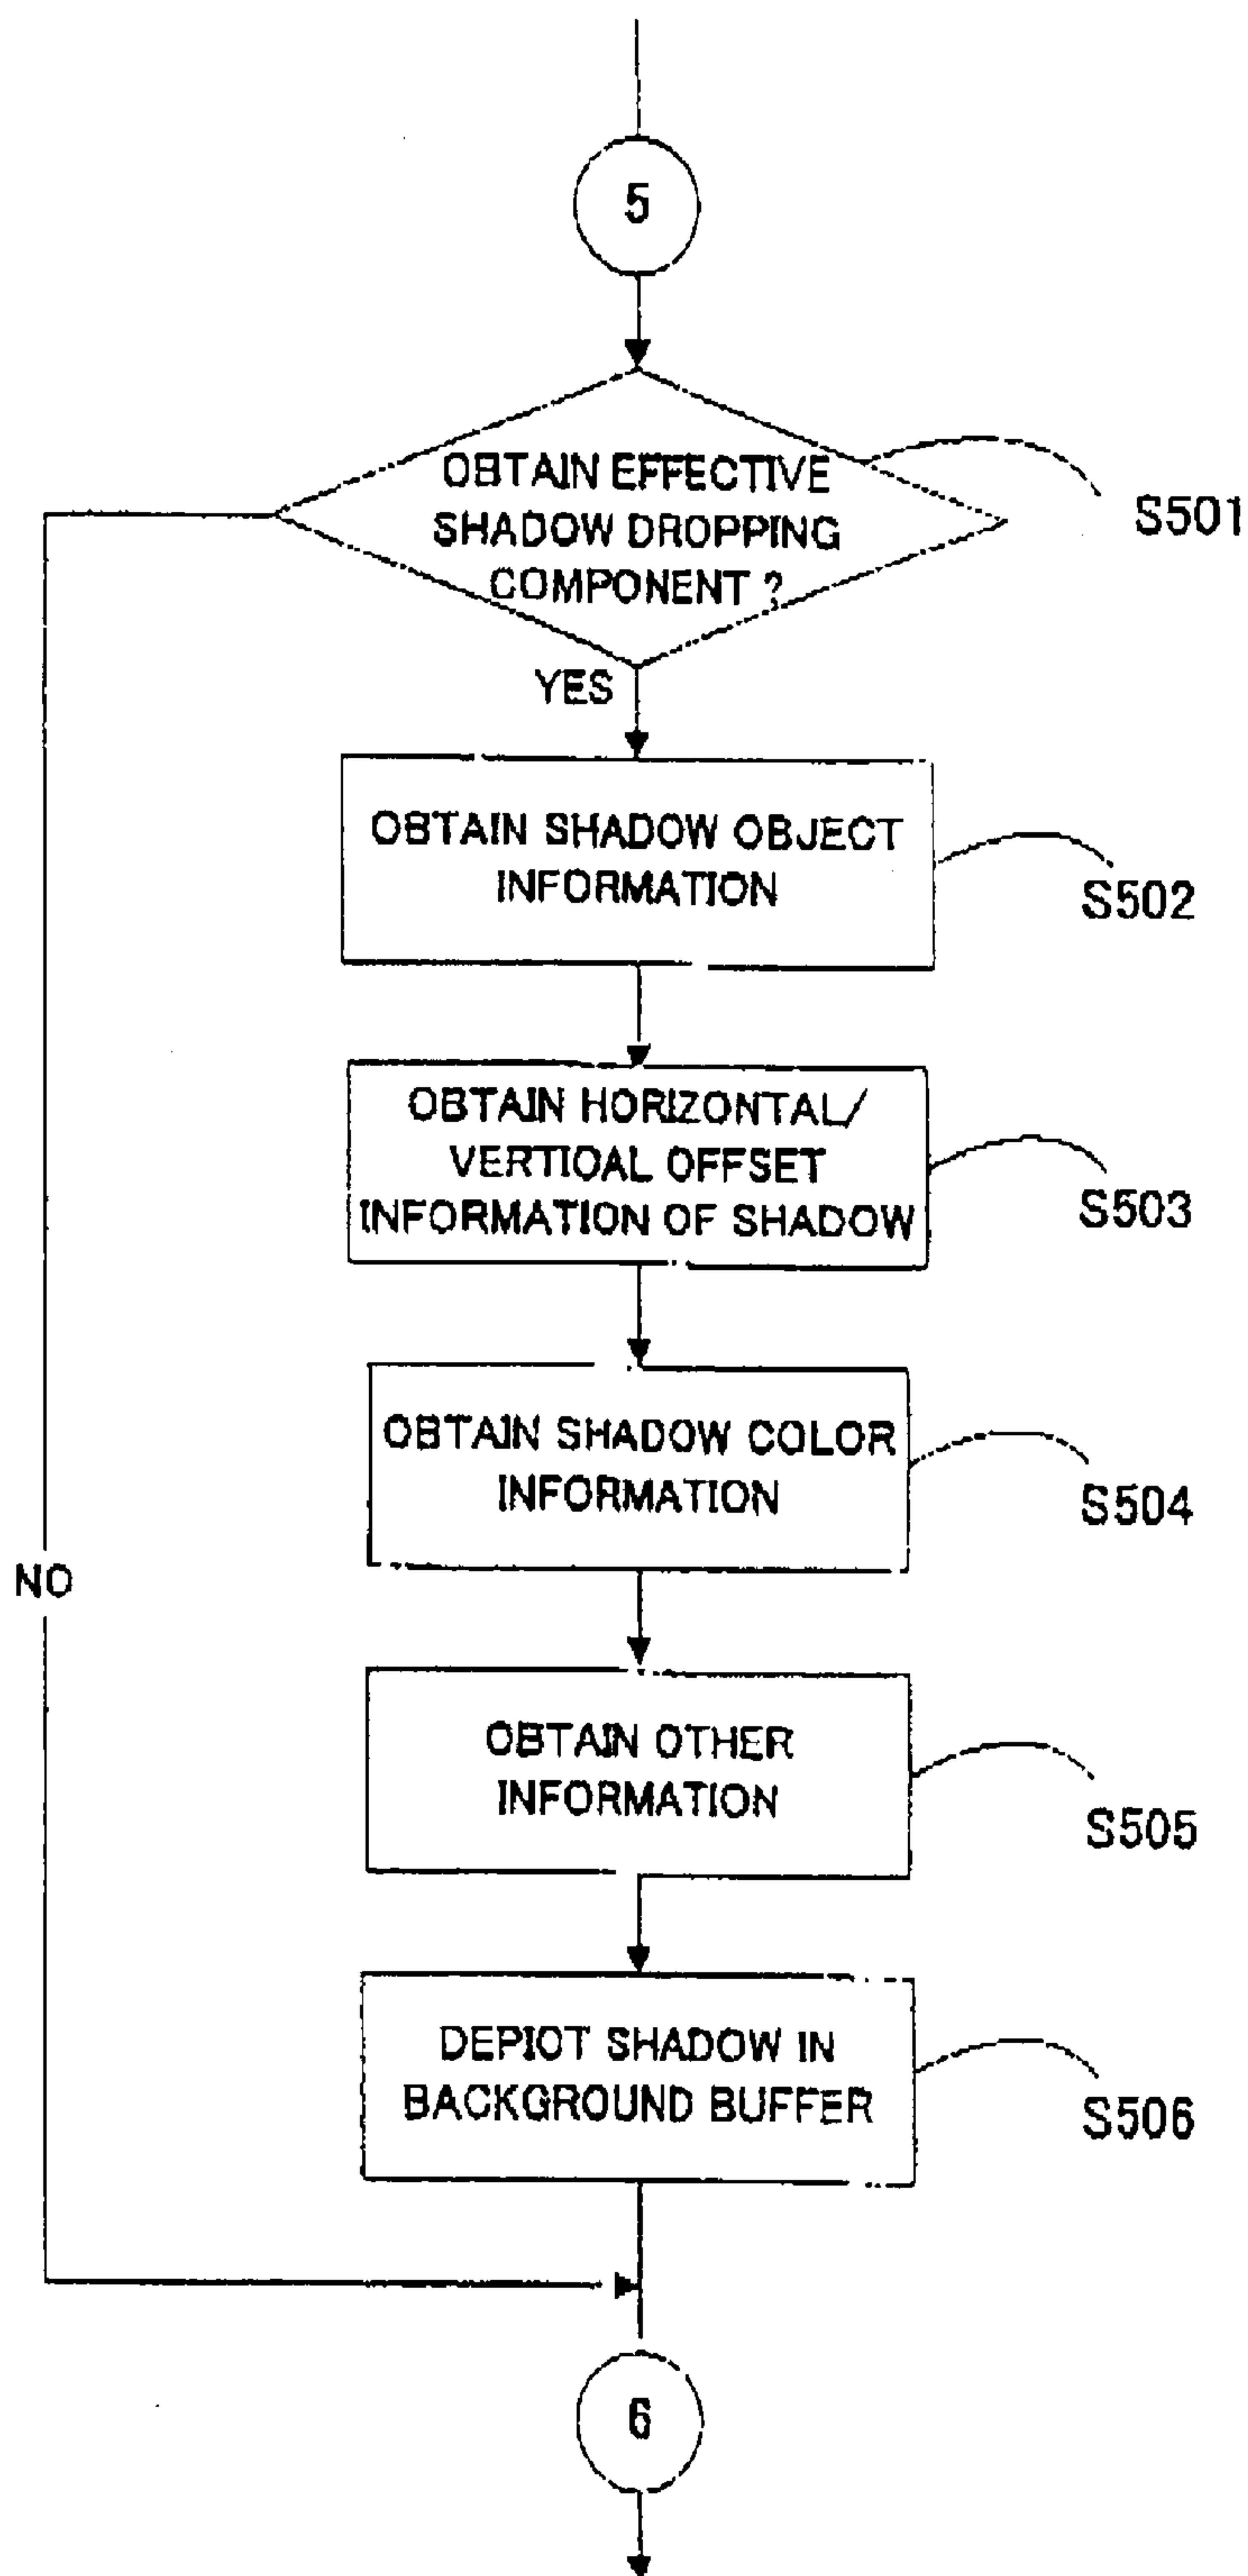 5
OBTAIN EFFECTIVE
SHADOW DROPPING
COMPONENT ?
S501
YES
OBTAIN SHADOW OBJECT
INFORMATION
S502
OBTAIN HORIZONTAL/
VERTIOAL OFFSET
INFORMATION OF SHADOW
S503
OBTAIN SHADOW COLOR
INFORMATION
S504
NO
OBTAIN OTHER
INFORMATION
S505
DEPIOT SHADOW IN
BACKGROUND BUFFER
S506
6